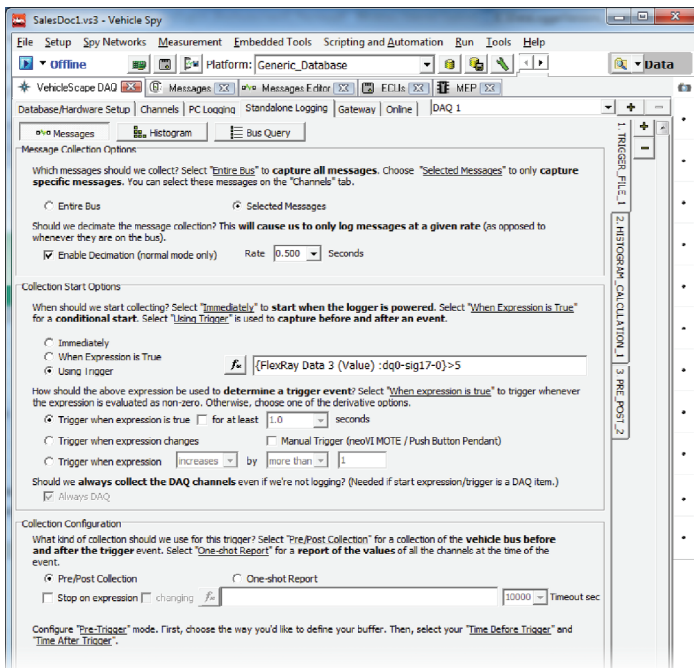 SalesDoc1.vs3 - Vehicle Spy
File Setup Spy Networks Measurement Embedded Tools Scripting and Automation Run Tools Help
Offline Platform: Generic_Database Data
VehicleScape DAQ Messages Messages Editor ECUs MEP
Database/Hardware Setup Channels PC Logging Standalone Logging Gateway Online DAQ 1
Messages Histogram Bus Query
Message Collection Options
Which messages should we collect? Select "Entire Bus" to capture all messages. Choose "Selected Messages" to only capture
specific messages. You can select these messages on the "Channels" tab.
Entire Bus Selected Messages
Should we decimate the message collection? This will cause us to only log messages at a given rate (as opposed to
whenever they are on the bus).
Enable Decimation (normal mode only) Rate 0.500 Seconds
Collection Start Options
When should we start collecting? Select "Immediately" to start when the logger is powered. Select "When Expression is True"
for a conditional start. Select "Using Trigger" is used to capture before and after an event.
Immediately
When Expression is True
Using Trigger fx {FlexRay Data 3 (Value) :dq0-sig17-0}>5
How should the above expression be used to determine a trigger event? Select "When expression is true" to trigger whenever
the expression is evaluated as non-zero. Otherwise, choose one of the derivative options.
Trigger when expression is true for at least 1.0 seconds
Trigger when expression changes Manual Trigger (neoVI MOTE / Push Button Pendant)
Trigger when expression increases by more than 1
Should we always collect the DAQ channels even if we're not logging? (Needed if start expression/trigger is a DAQ item.)
Always DAQ
Collection Configuration
What kind of collection should we use for this trigger? Select "Pre/Post Collection" for a collection of the vehicle bus before
and after the trigger event. Select "One-shot Report" for a report of the values of all the channels at the time of the
event.
Pre/Post Collection One-shot Report
Stop on expression changing fx 10000 Timeout sec
Configure "Pre-Trigger" mode. First, choose the way you'd like to define your buffer. Then, select your "Time Before Trigger" and
"Time After Trigger".
1. TRIGGER_FILE_1
2. HISTOGRAM_CALCULATION_1
3 PRE_POST_2